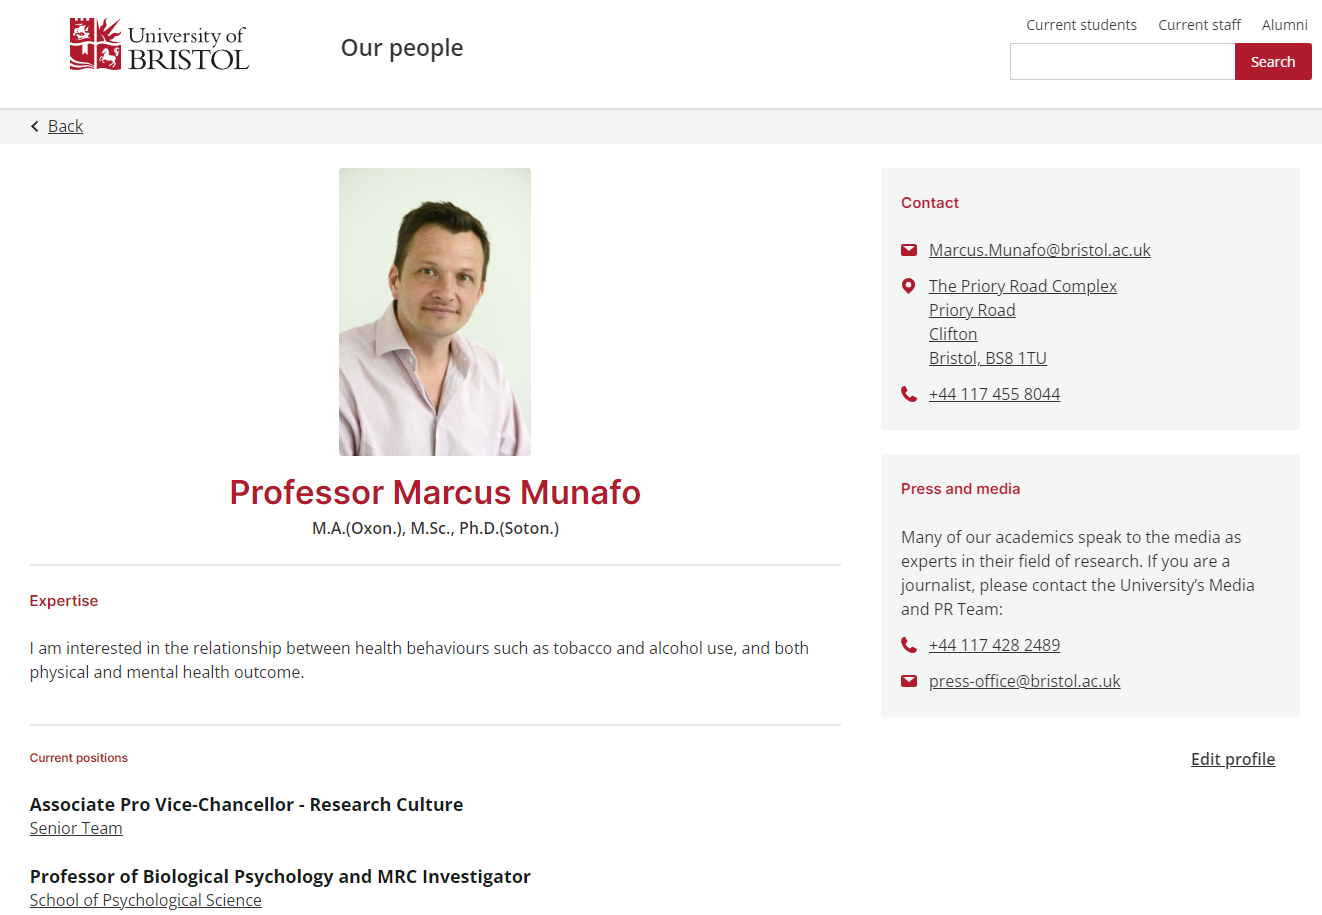 University of
BRISTOL
Our people
Current students
Current staff
Alumni
Search
Back
Professor Marcus Munafo
M.A.(Oxon.), M.Sc., Ph.D.(Soton.)
Expertise
I am interested in the relationship between health behaviours such as tobacco and alcohol use, and both
physical and mental health outcome.
Current positions
Associate Pro Vice-Chancellor - Research Culture
Senior Team
Professor of Biological Psychology and MRC Investigator
School of Psychological Science
Contact
Marcus.Munafo@bristol.ac.uk
The Priory Road Complex
Priory Road
Clifton
Bristol, BS8 1TU
+44 117 455 8044
Press and media
Many of our academics speak to the media as
experts in their field of research. If you are a
journalist, please contact the University’s Media
and PR Team:
+44 117 428 2489
press-office@bristol.ac.uk
Edit profile